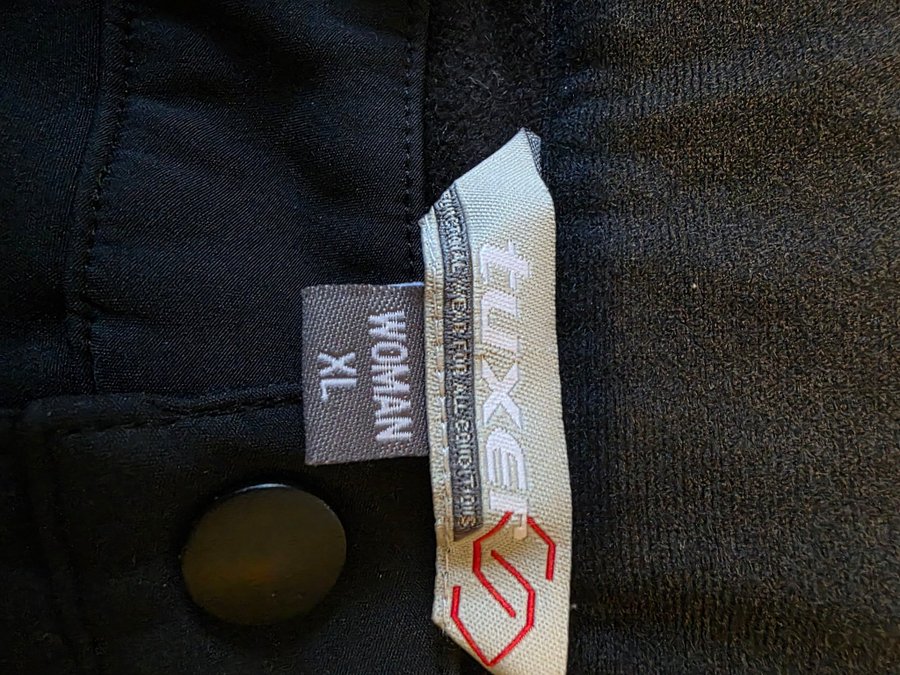 tuxer
WEAR FOR ALL CONDITIONS
WOMAN
XL